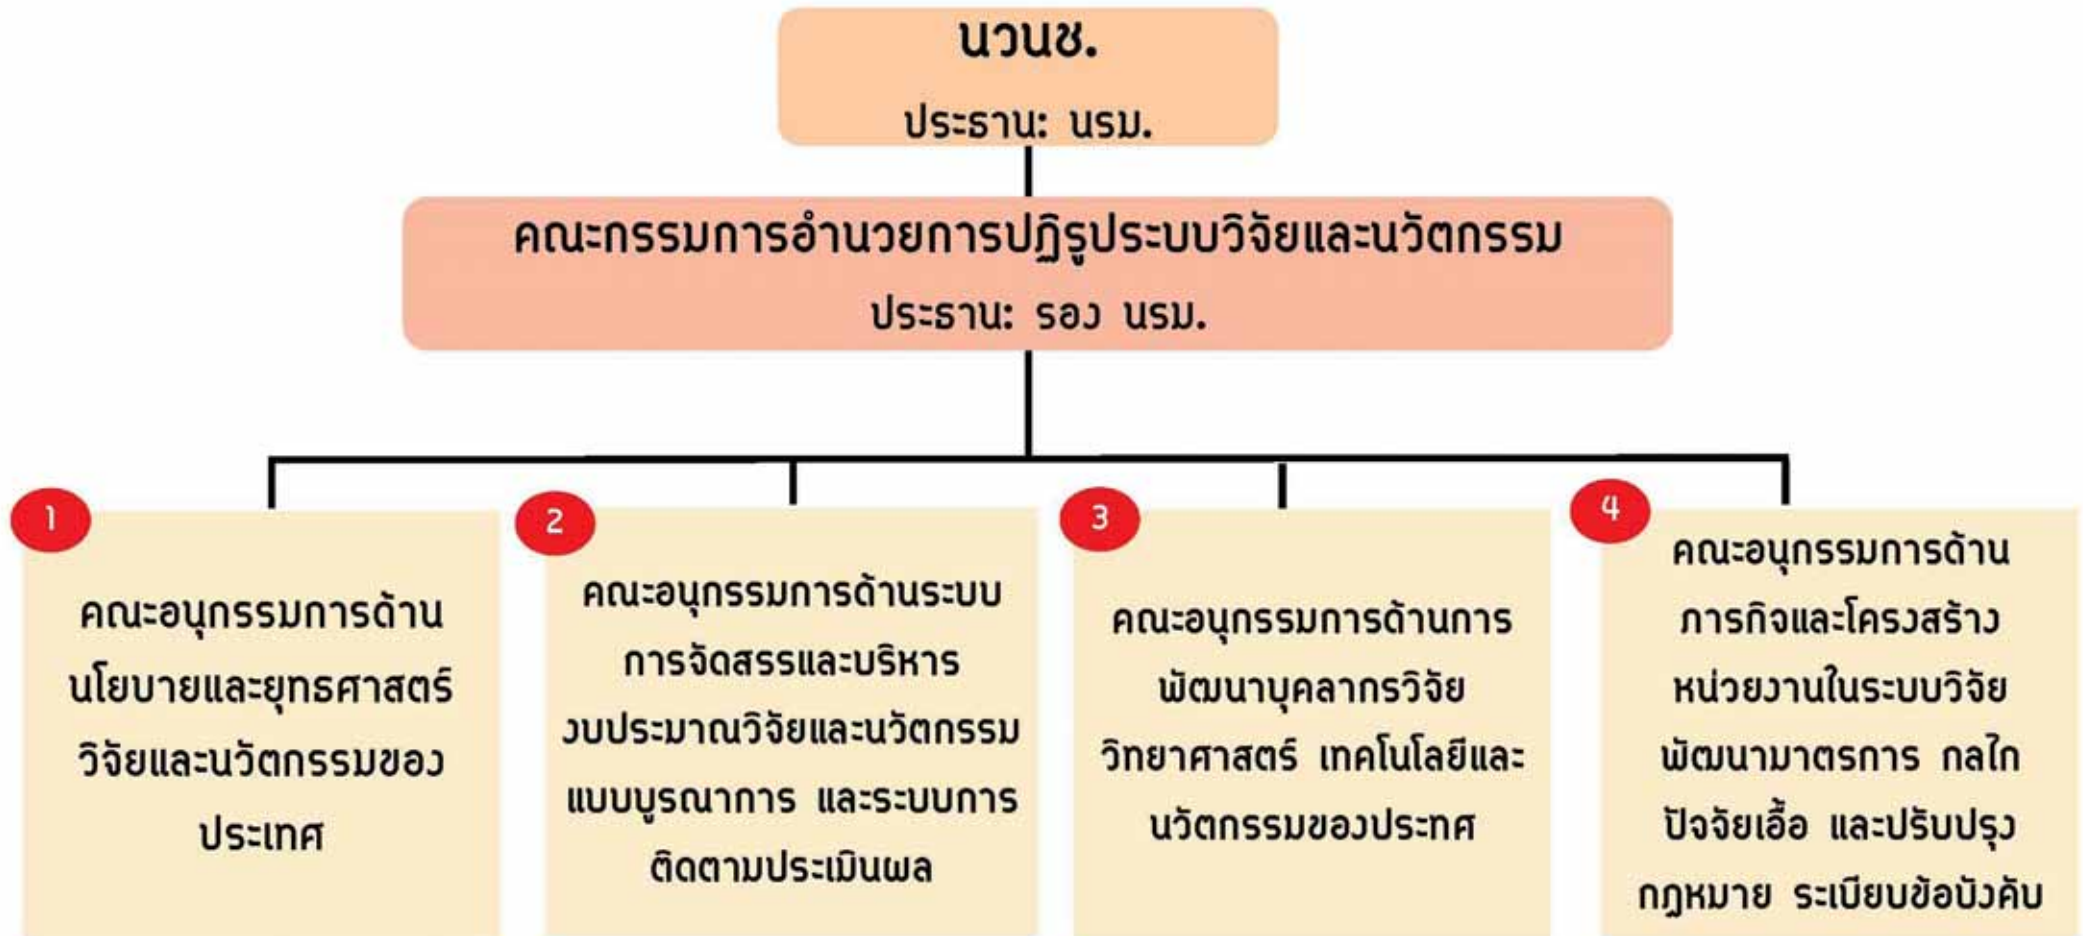 นวนช.
ประธาน: นรม.
คณะกรรมการอำนวยการปฏิรูประบบวิจัยและนวัตกรรม
ประธาน: รอง นรม.
1
คณะอนุกรรมการด้าน
นโยบายและยุทธศาสตร์
วิจัยและนวัตกรรมของ
ประเทศ
2
คณะอนุกรรมการด้านระบบ
การจัดสรรและบริหาร
งบประมาณวิจัยและนวัตกรรม
แบบบูรณาการ และระบบการ
ติดตามประเมินผล
3
คณะอนุกรรมการด้านการ
พัฒนาบุคลากรวิจัย
วิทยาศาสตร์ เทคโนโลยีและ
นวัตกรรมของประทศ
4
คณะอนุกรรมการด้าน
ภารกิจและโครงสร้าง
หน่วยงานในระบบวิจัย
พัฒนามาตรการ กลไก
ปัจจัยเอื้อ และปรับปรุง
กฎหมาย ระเบียบข้อบังคับ